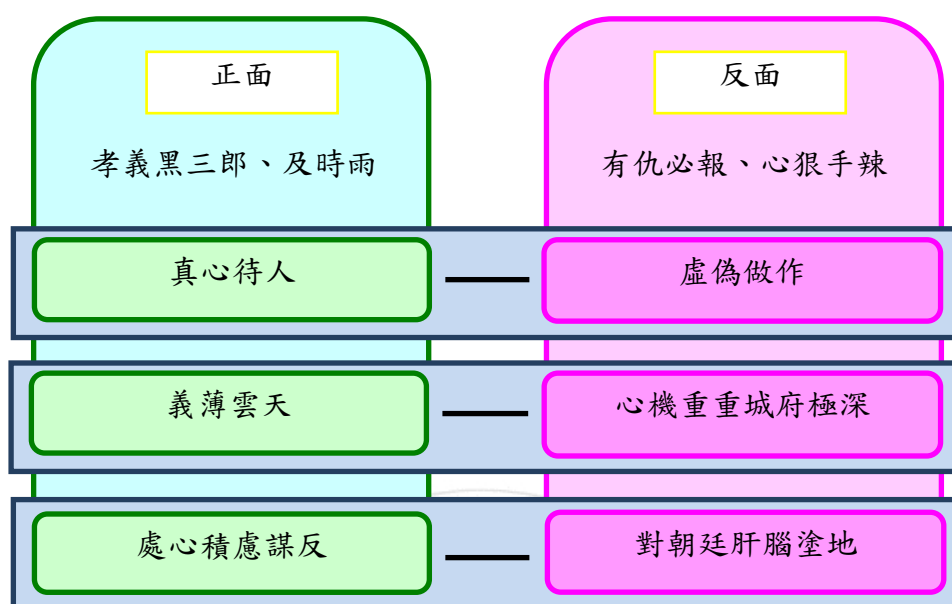 正面
反面
孝義黑三郎、及時雨
有仇必報、心狠手辣
真心待人
虛偽做作
義薄雲天
心機重重城府極深
處心積慮謀反
對朝廷肝腦塗地